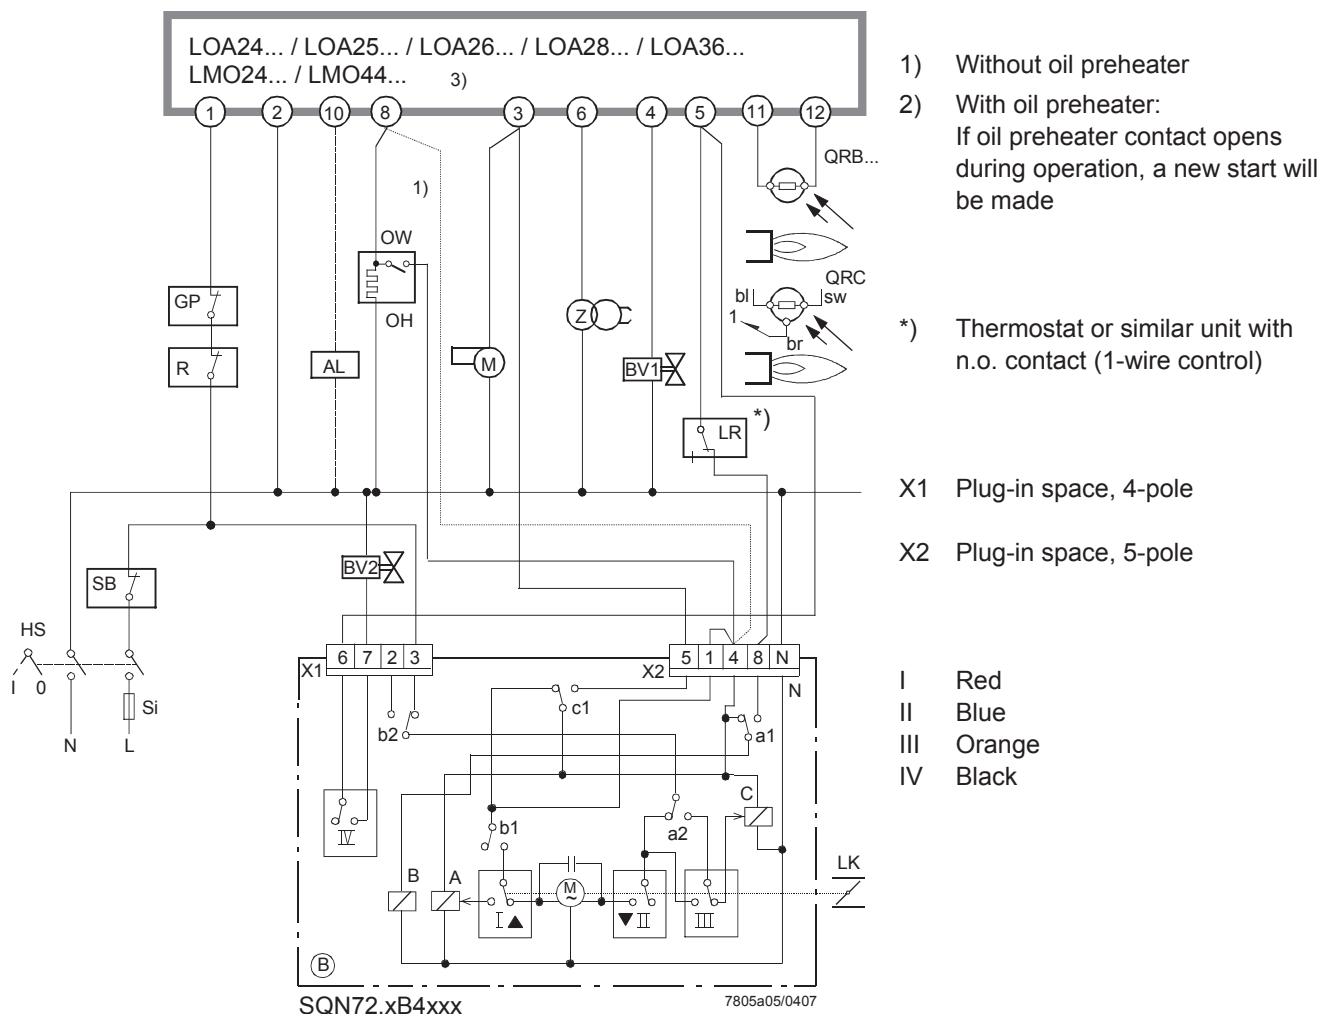 LOA24... / LOA25... / LOA26... / LOA28... / LOA36...
LMO24... / LMO44... 3)
1 2 10 8 3 6 4 5 11 12
QRB...
1)
OW
OH
GP
R
AL
M
Z
BV1
QRC
bl sw
1
br
LR *)
BV2
SB
HS
I 0
Si
N L
X1 6 7 2 3
X2 5 1 4 8 N
N
c1
b2
a1
C
IV
b1
a2
B A
M
~
I ▲
▼ II
III
LK
B
SQN72.xB4xxx
7805a05/0407
1) Without oil preheater
2) With oil preheater:
If oil preheater contact opens
during operation, a new start will
be made
*) Thermostat or similar unit with
n.o. contact (1-wire control)
X1 Plug-in space, 4-pole
X2 Plug-in space, 5-pole
I Red
II Blue
III Orange
IV Black